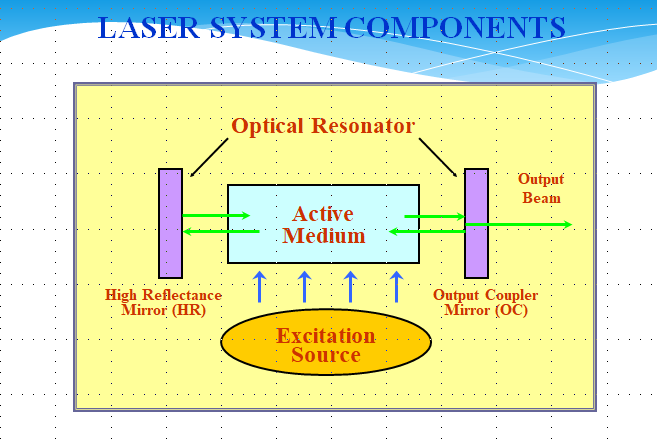 LASER SYSTEM COMPONENTS
Optical Resonator
Output
Beam
Active
Medium
High Reflectance
Mirror (HR)
Output Coupler
Mirror (OC)
Excitation
Source